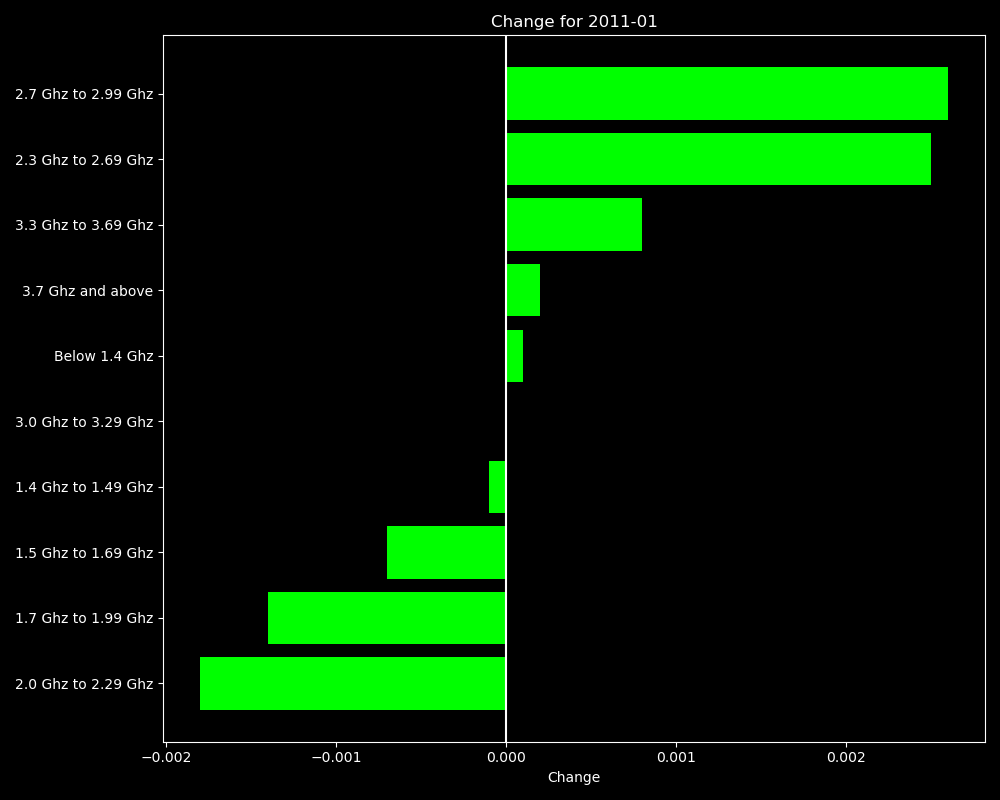 Change for 2011-01
2.7 Ghz to 2.99 Ghz
2.3 Ghz to 2.69 Ghz
3.3 Ghz to 3.69 Ghz
3.7 Ghz and above
Below 1.4 Ghz
3.0 Ghz to 3.29 Ghz
1.4 Ghz to 1.49 Ghz
1.5 Ghz to 1.69 Ghz
1.7 Ghz to 1.99 Ghz
2.0 Ghz to 2.29 Ghz
−0.002 −0.001 0.000 0.001 0.002
Change